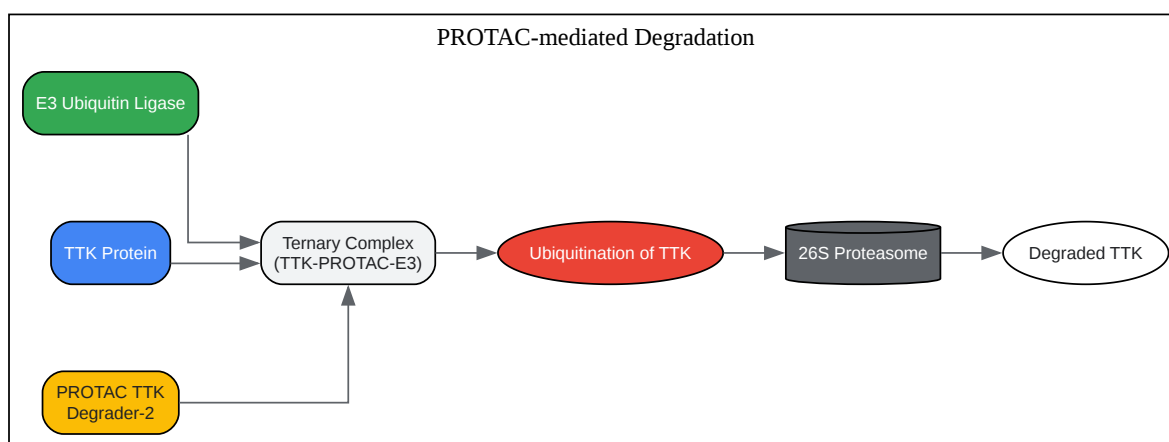 PROTAC-mediated Degradation
E3 Ubiquitin Ligase
TTK Protein
PROTAC TTK
Degrader-2
Ternary Complex
(TTK-PROTAC-E3)
Ubiquitination of TTK
26S Proteasome
Degraded TTK